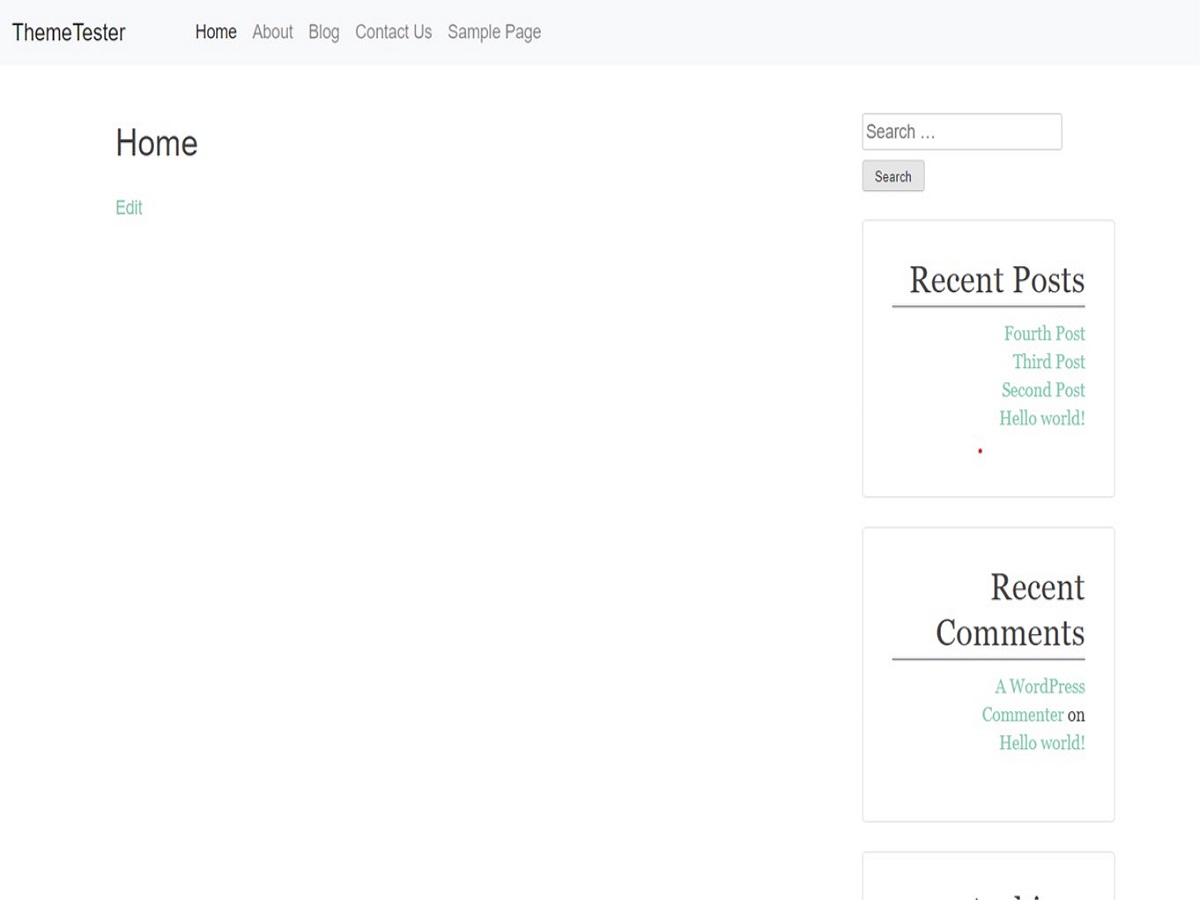 ThemeTester Home About Blog Contact Us Sample Page
Home
Edit
Search …
Search
Recent Posts
Fourth Post
Third Post
Second Post
Hello world!
Recent
Comments
A WordPress
Commenter on
Hello world!